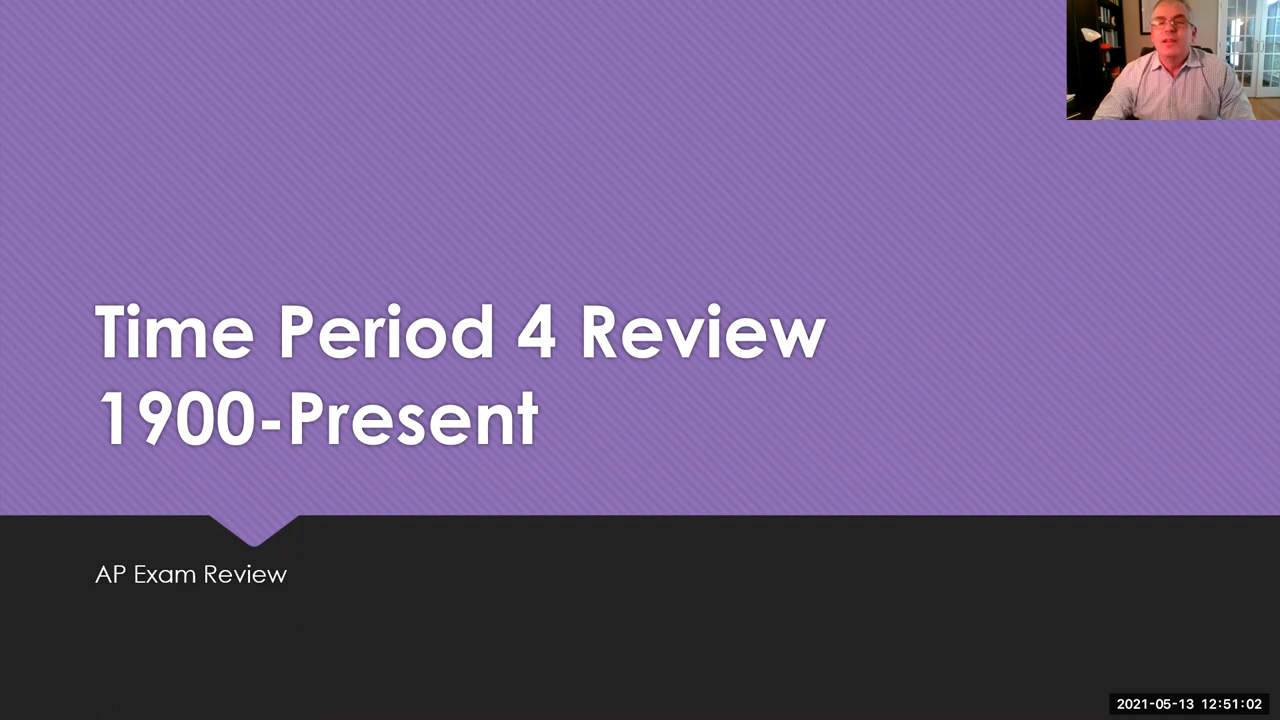 Time Period 4 Review
1900-Present
AP Exam Review
2021-05-13 12:51:02